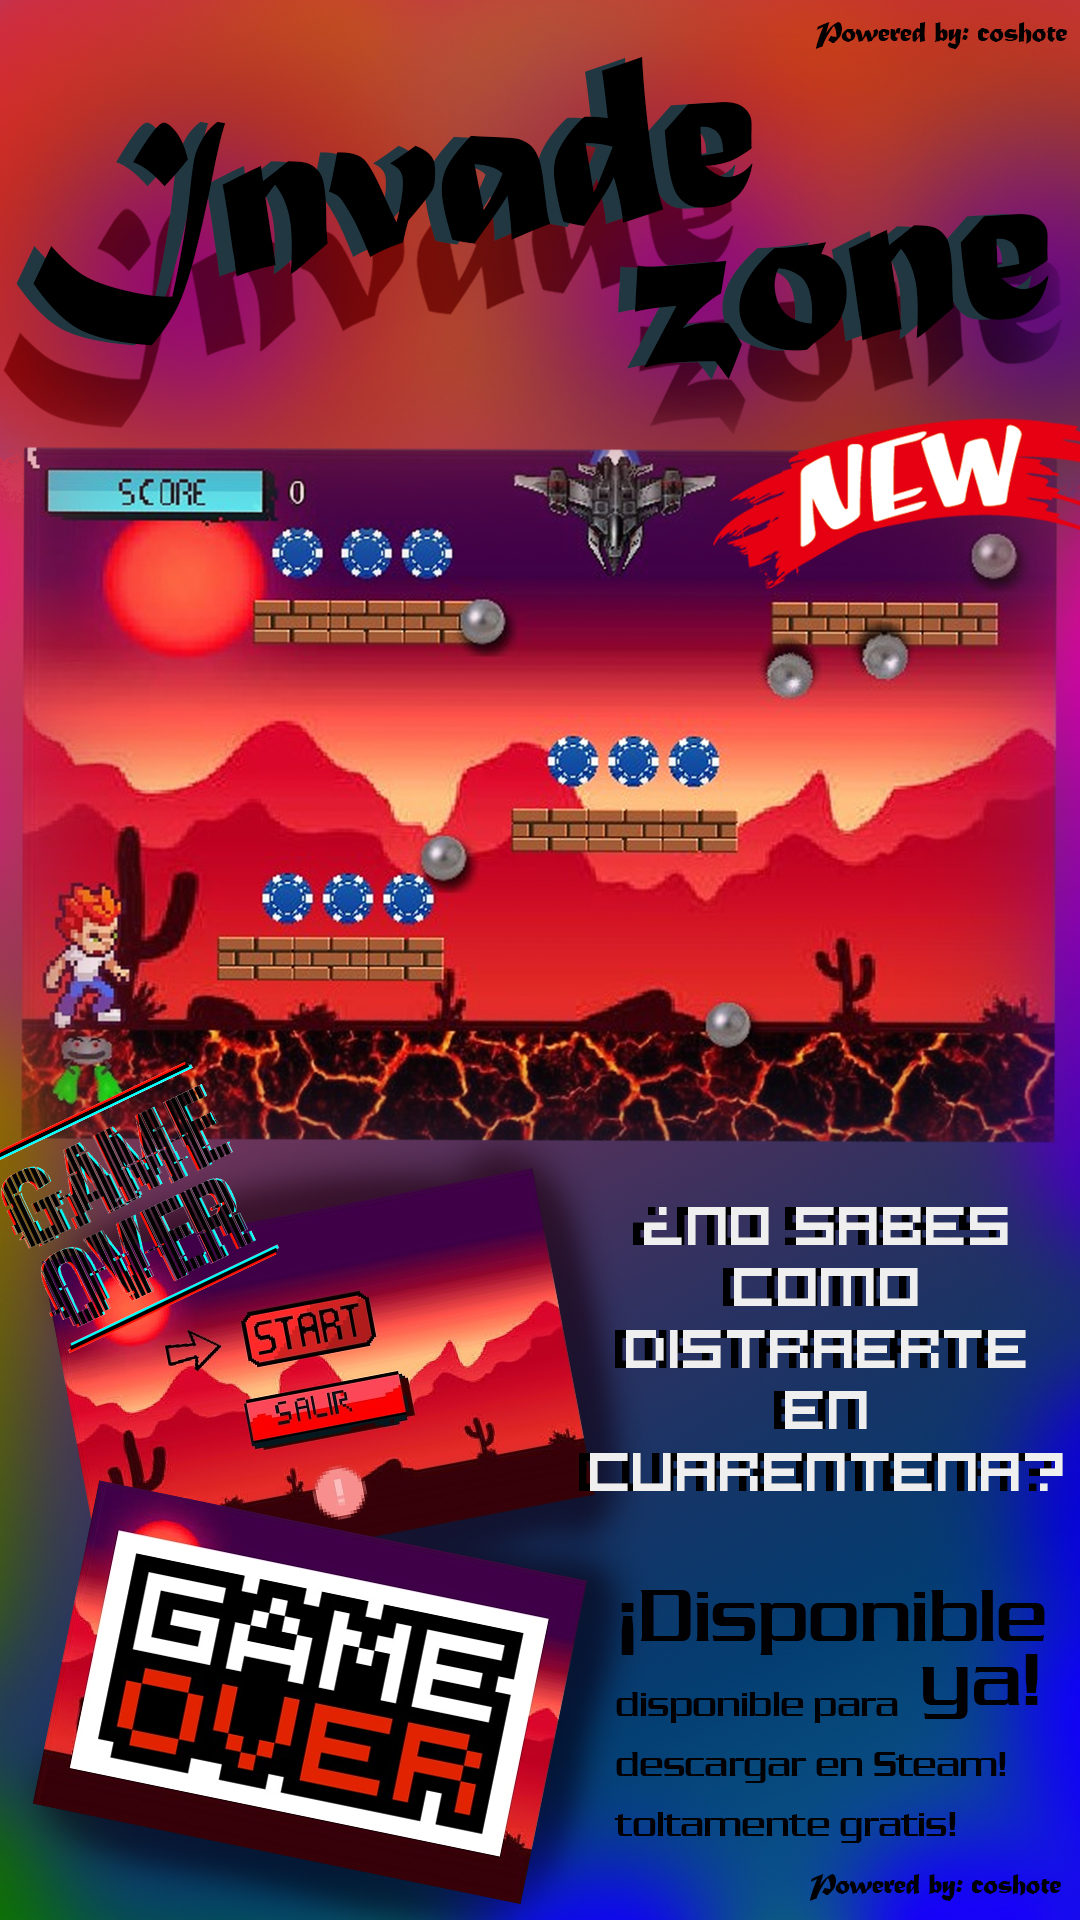 Powered by: coshote
Invade
zone
NEW
SCORE 0
GAME
OVER
START
SALIR
!
¿NO SABES
COMO
DISTRAERTE
EN
CUARENTENA?
GAME
OVER
¡Disponible
ya!
disponible para
descargar en Steam!
toltamente gratis!
Powered by: coshote